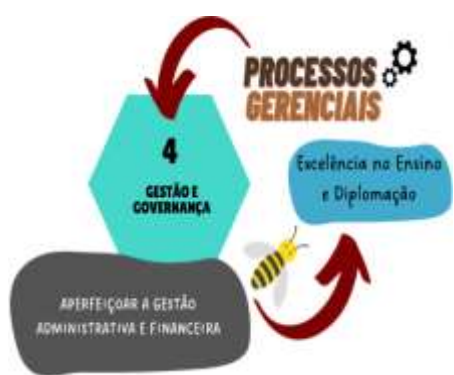 PROCESSOS
GERENCIAIS
4
GESTÃO E
GOVERNANÇA
Excelência no Ensino
e Diplomação
APERFEIÇOAR A GESTÃO
ADMINISTRATIVA E FINANCEIRA